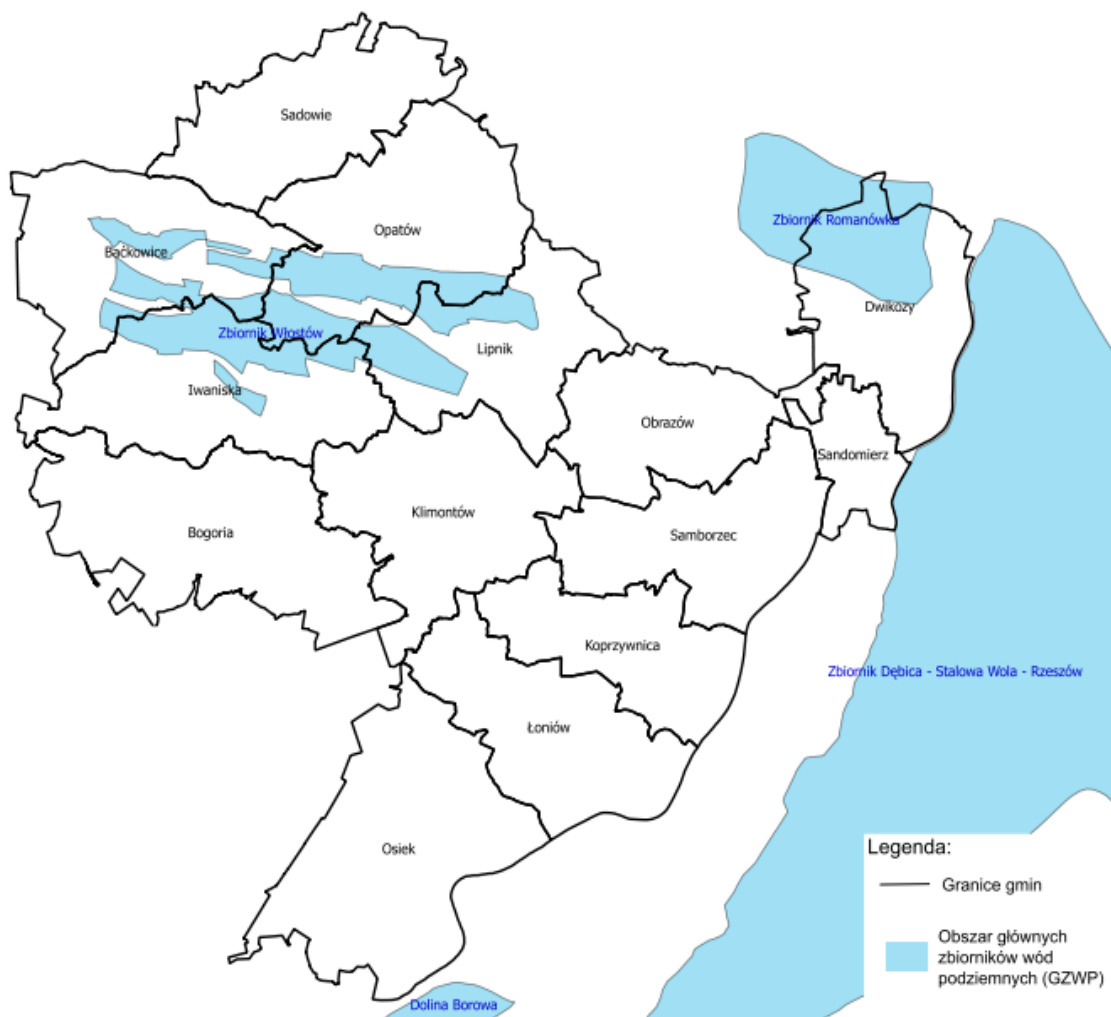 Sadowie
Opatów
Zbiornik Romanówka
Baćkowice
Dwikozy
Zbiornik Włostów
Lipnik
Iwaniska
Obrazów
Sandomierz
Klimontów
Bogoria
Samborzec
Koprzywnica
Zbiornik Dębica - Stalowa Wola - Rzeszów
Łoniów
Osiek
Legenda:
Granice gmin
Obszar głównych
zbiorników wód
podziemnych (GZWP)
Dolina Borowa